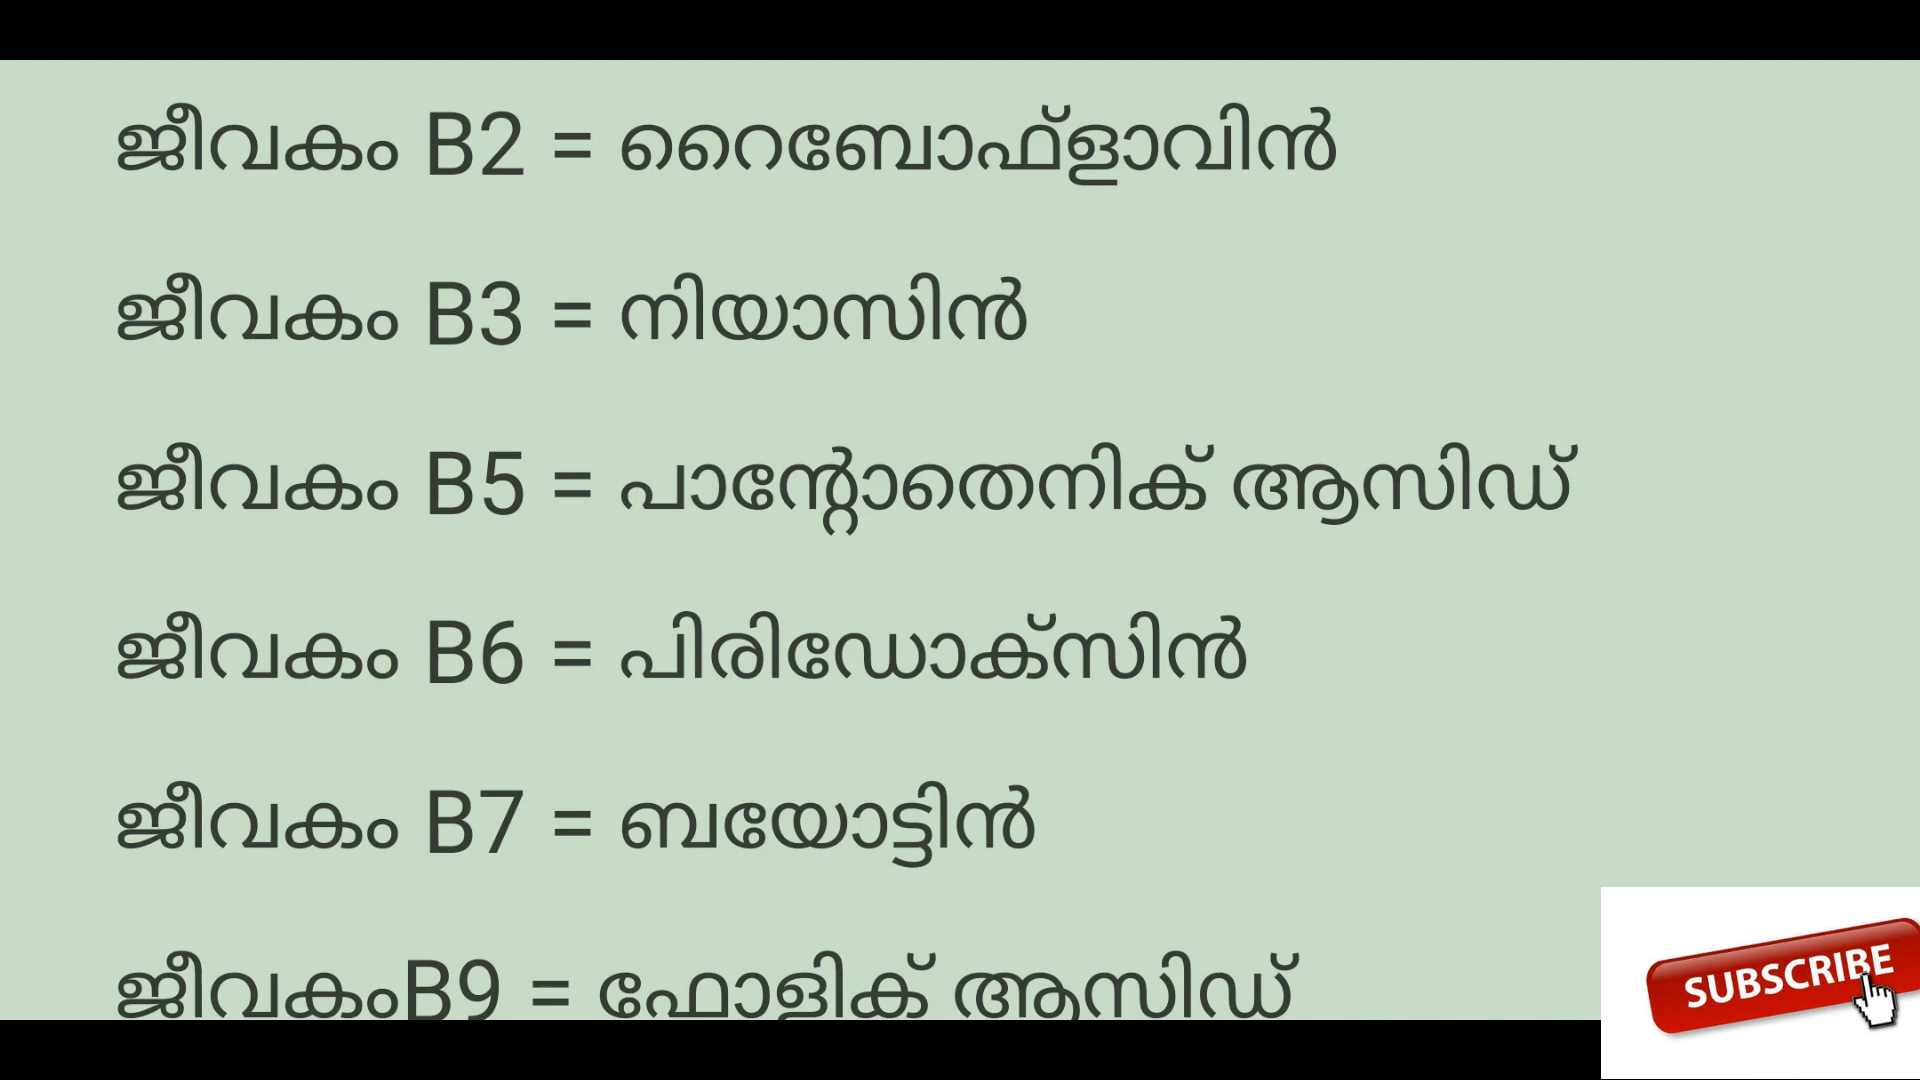 ജീവകം B2 = റൈബോഫ്ളാവിൻ
ജീവകം B3 = നിയാസിൻ
ജീവകം B5 = പാന്റോതെനിക് ആസിഡ്
ജീവകം B6 = പിരിഡോക്സിൻ
ജീവകം B7 = ബയോട്ടിൻ
ജീവകംB9 = ഫോളിക് ആസിഡ്
SUBSCRIBE